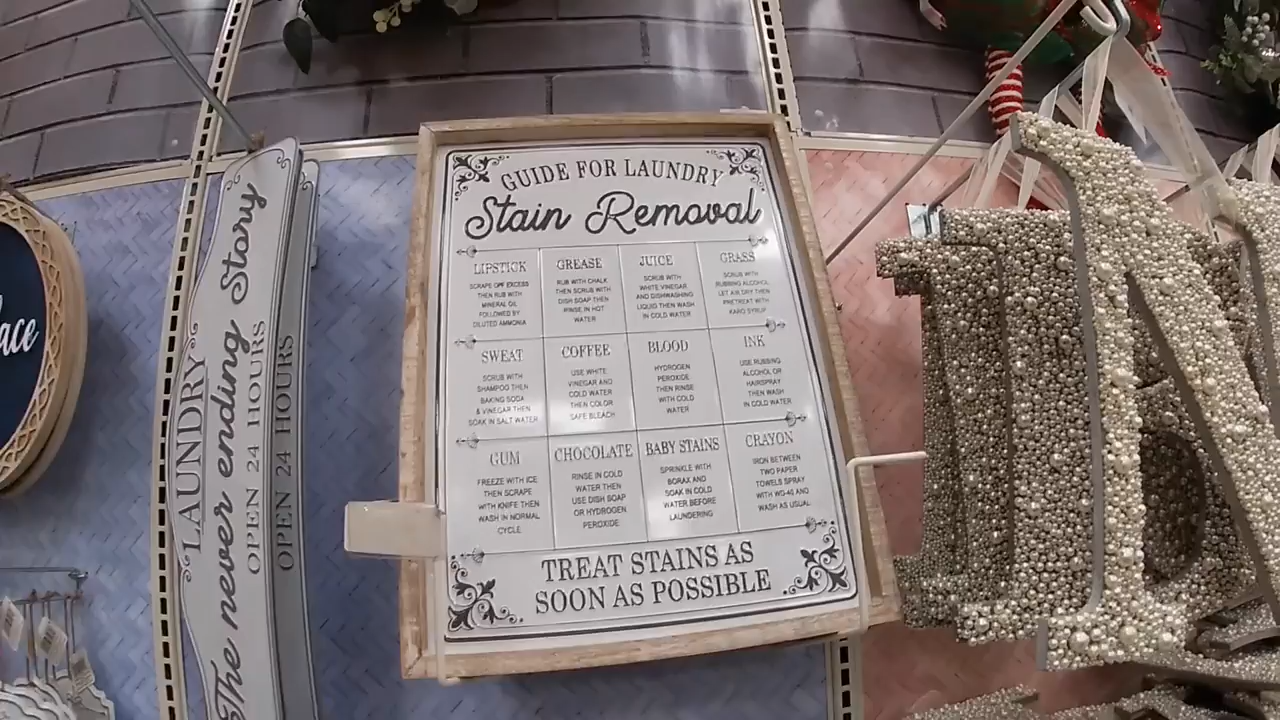 GUIDE FOR LAUNDRY
Stain Removal
LIPSTICK
SCRAPE OFF EXCESS
THEN RUB WITH
MINERAL OIL
FOLLOWED BY
DILUTED AMMONIA
GREASE
RUB WITH CHALK
THEN SCRUB WITH
DISH SOAP THEN
RINSE IN HOT
WATER
JUICE
SCRUB WITH
WHITE VINEGAR
AND DISHWASHING
LIQUID THEN WASH
IN COLD WATER
GRASS
SCRUB WITH
RUBBING ALCOHOL
LET AIR DRY THEN
PRETREAT WITH
KARO SYRUP
SWEAT
SCRUB WITH
SHAMPOO THEN
BAKING SODA
& VINEGAR THEN
SOAK IN SALT WATER
COFFEE
USE WHITE
VINEGAR AND
COLD WATER
THEN COLOR
SAFE BLEACH
BLOOD
HYDROGEN
PEROXIDE
THEN RINSE
WITH COLD
WATER
INK
USE RUBBING
ALCOHOL OR
HAIRSPRAY
THEN WASH
IN COLD WATER
GUM
FREEZE WITH ICE
THEN SCRAPE
WITH KNIFE THEN
WASH IN NORMAL
CYCLE
CHOCOLATE
RINSE IN COLD
WATER THEN
USE DISH SOAP
OR HYDROGEN
PEROXIDE
BABY STAINS
SPRINKLE WITH
BORAX AND
SOAK IN COLD
WATER BEFORE
LAUNDERING
CRAYON
IRON BETWEEN
TWO PAPER
TOWELS SPRAY
WITH WD-40 AND
WASH AS USUAL
TREAT STAINS AS
SOON AS POSSIBLE
LAUNDRY
The never ending Story
OPEN 24 HOURS
OPEN 24 HOURS